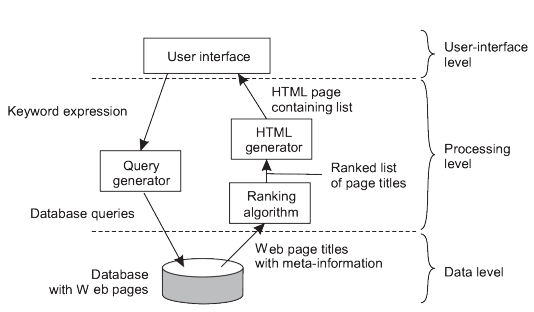 User interface
User-interface
level
Keyword expression
HTML page
containing list
HTML
generator
Processing
level
Query
generator
Ranked list
of page titles
Ranking
algorithm
Database queries
Web page titles
with meta-information
Database
with Web pages
Data level